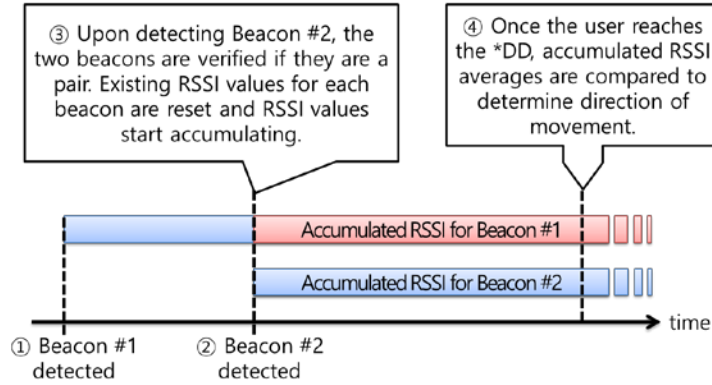 ③ Upon detecting Beacon #2, the
two beacons are verified if they are a
pair. Existing RSSI values for each
beacon are reset and RSSI values
start accumulating.
④ Once the user reaches
the *DD, accumulated RSSI
averages are compared to
determine direction of
movement.
Accumulated RSSI for Beacon #1
Accumulated RSSI for Beacon #2
time
① Beacon #1
detected
② Beacon #2
detected